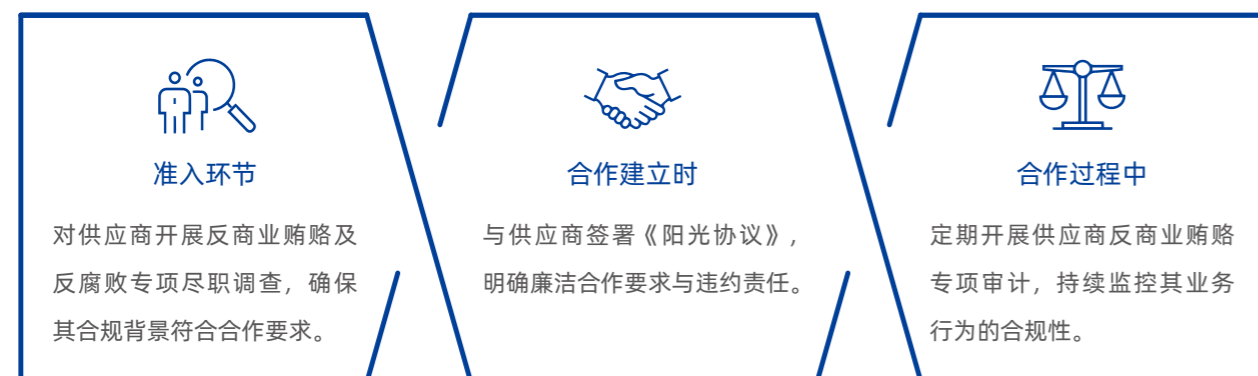 准入环节
对供应商开展反商业贿赂及
反腐败专项尽职调查，确保
其合规背景符合合作要求。
合作建立时
与供应商签署《阳光协议》，
明确廉洁合作要求与违约责任。
合作过程中
定期开展供应商反商业贿赂
专项审计，持续监控其业务
行为的合规性。